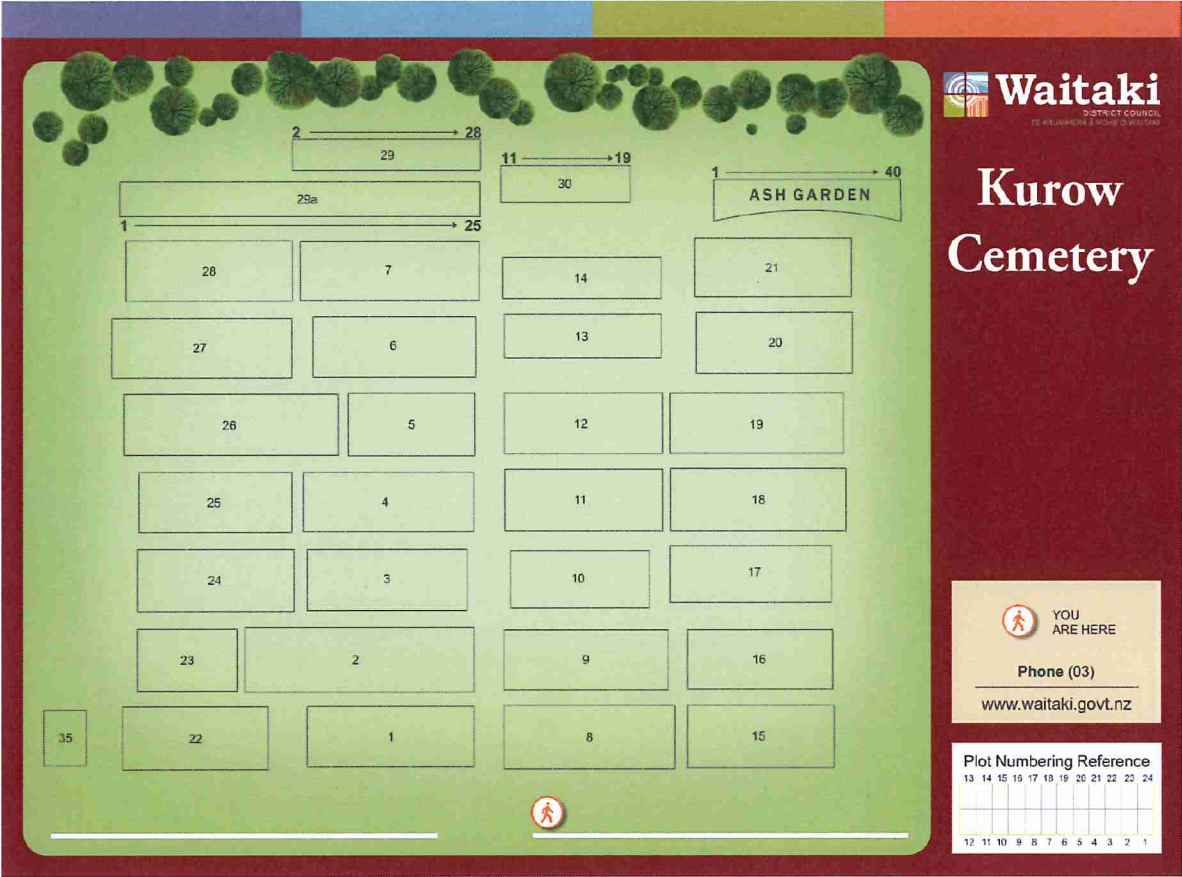 Waitaki
DISTRICT COUNCIL
Kurow
Cemetery
2 28
29
11 19
30
1 40
ASH GARDEN
29a
1 25
28 7 14 21
27 6 13 20
26 5 12 19
25 4 11 18
24 3 10 17
23 2 9 16
35 22 1 8 15
YOU
ARE HERE
Phone (03)
www.waitaki.govt.nz
Plot Numbering Reference
13 14 15 16 17 18 19 20 21 22 23 24
12 11 10 9 8 7 6 5 4 3 2 1